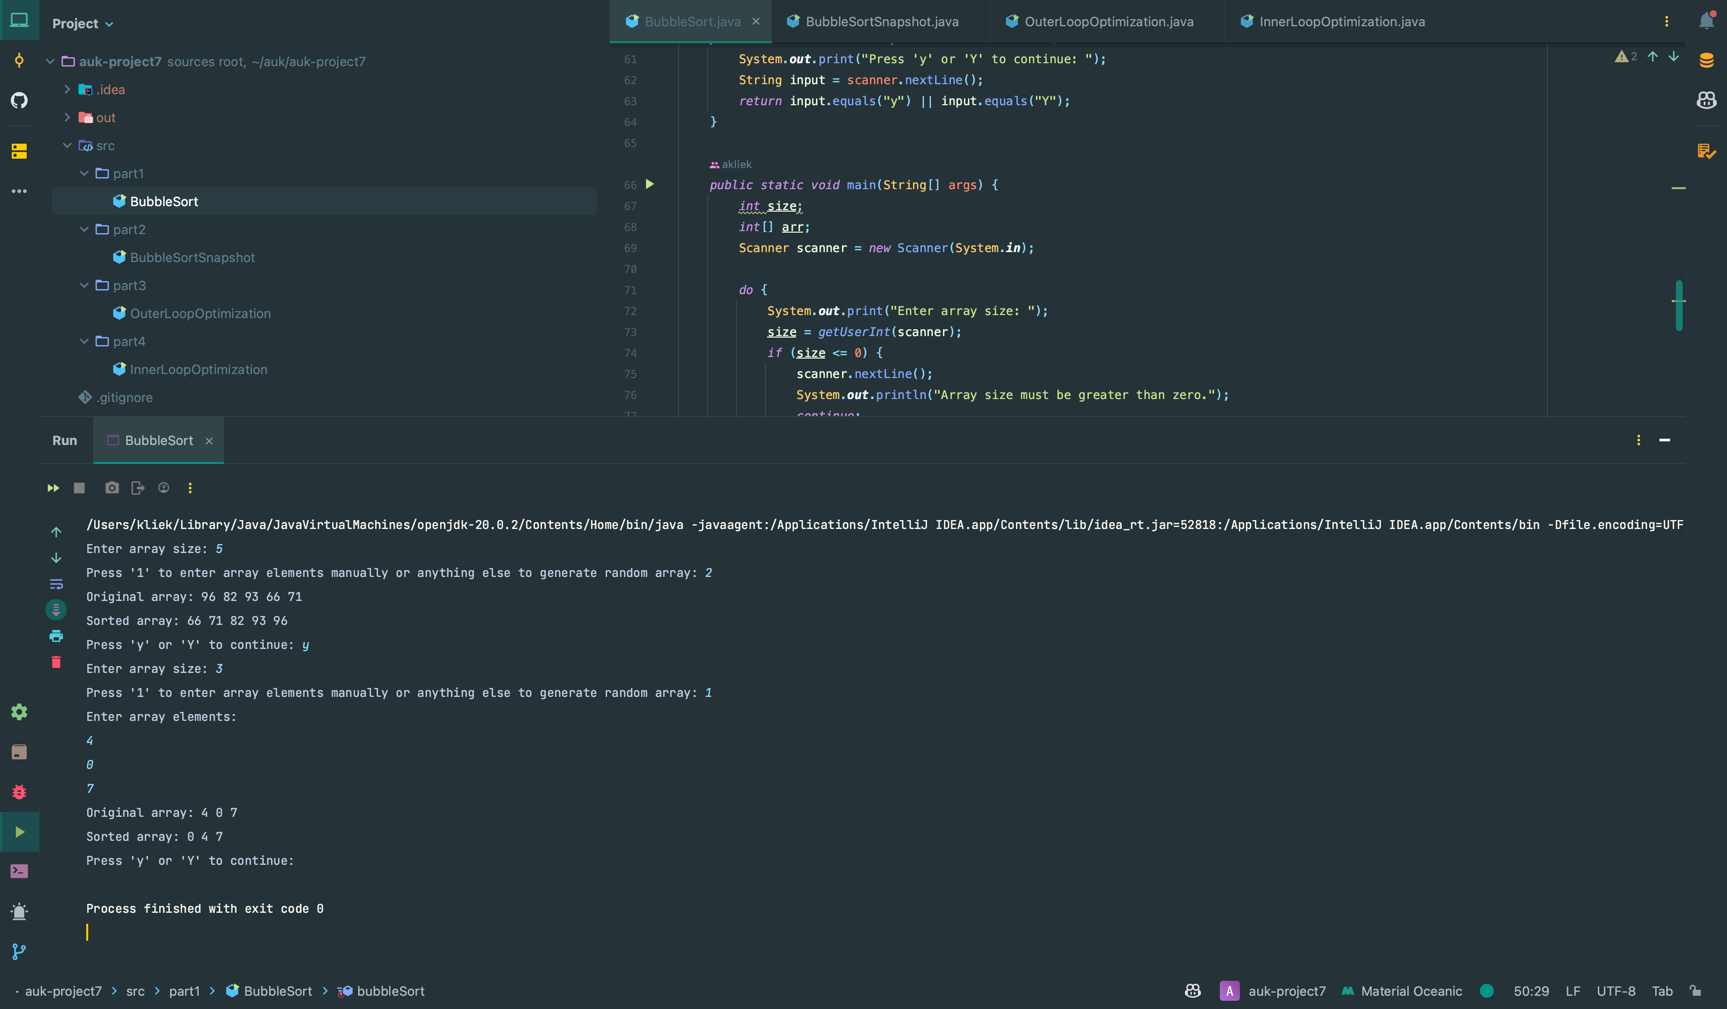 Project
BubbleSort.java
BubbleSortSnapshot.java
OuterLoopOptimization.java
InnerLoopOptimization.java
auk-project7 sources root, ~/auk/auk-project7
.idea
out
src
part1
BubbleSort
part2
BubbleSortSnapshot
part3
OuterLoopOptimization
part4
InnerLoopOptimization
.gitignore
2
61 System.out.print("Press 'y' or 'Y' to continue: ");
62 String input = scanner.nextLine();
63 return input.equals("y") || input.equals("Y");
64 }
65
akliek
66 public static void main(String[] args) {
67 int size;
68 int[] arr;
69 Scanner scanner = new Scanner(System.in);
70
71 do {
72 System.out.print("Enter array size: ");
73 size = getUserInt(scanner);
74 if (size <= 0) {
75 scanner.nextLine();
76 System.out.println("Array size must be greater than zero.");
77 continue;
Run
BubbleSort
/Users/kliek/Library/Java/JavaVirtualMachines/openjdk-20.0.2/Contents/Home/bin/java -javaagent:/Applications/IntelliJ IDEA.app/Contents/lib/idea_rt.jar=52818:/Applications/IntelliJ IDEA.app/Contents/bin -Dfile.encoding=UTF
Enter array size: 5
Press '1' to enter array elements manually or anything else to generate random array: 2
Original array: 96 82 93 66 71
Sorted array: 66 71 82 93 96
Press 'y' or 'Y' to continue: y
Enter array size: 3
Press '1' to enter array elements manually or anything else to generate random array: 1
Enter array elements:
4
0
7
Original array: 4 0 7
Sorted array: 0 4 7
Press 'y' or 'Y' to continue:
Process finished with exit code 0
auk-project7 > src > part1 > BubbleSort > bubbleSort
A auk-project7 Material Oceanic 50:29 LF UTF-8 Tab